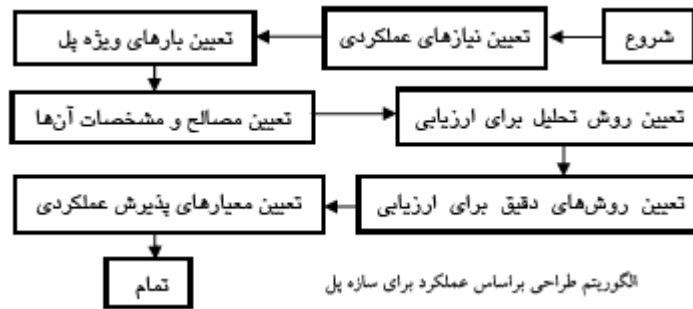 شروع
تعیین نیازهای عملکردی
تعیین بارهای ویژه پل
تعیین مصالح و مشخصات آن‌ها
تعیین روش تحلیل برای ارزیابی
تعیین روش‌های دقیق برای ارزیابی
تعیین معیارهای پذیرش عملکردی
تمام
الگوریتم طراحی براساس عملکرد برای سازه پل